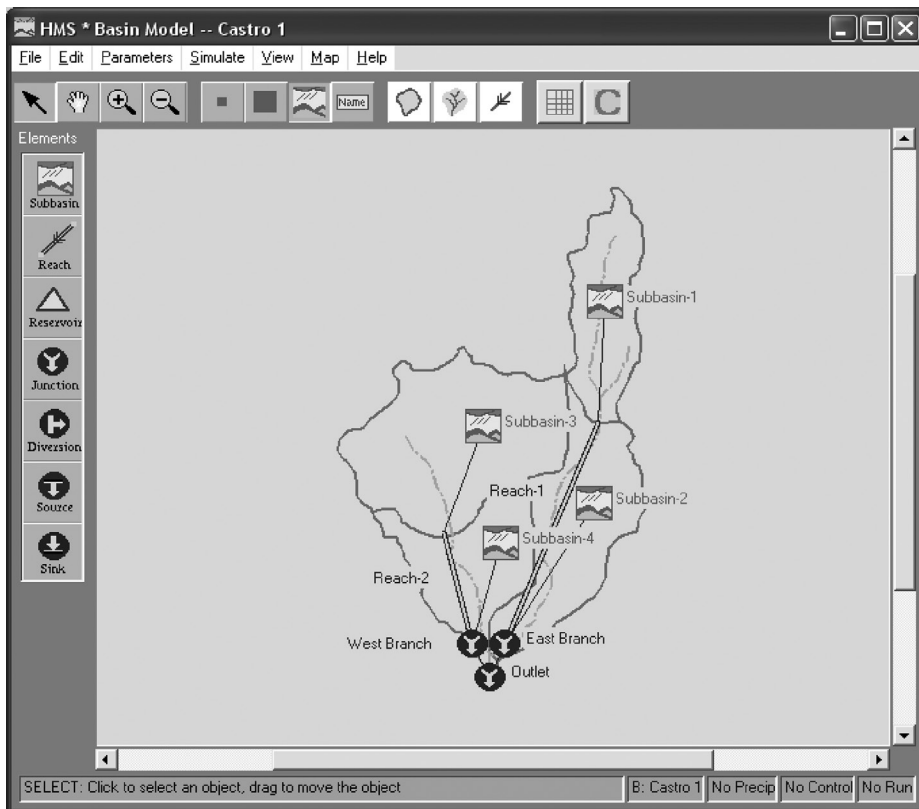 HMS * Basin Model -- Castro 1
File Edit Parameters Simulate View Map Help
Name
C
Elements
Subbasin
Reach
Reservoir
Junction
Diversion
Source
Sink
Subbasin-1
Subbasin-3
Reach-1
Subbasin-2
Subbasin-4
Reach-2
West Branch
East Branch
Outlet
SELECT: Click to select an object, drag to move the object
B: Castro 1
No Precip
No Control
No Run